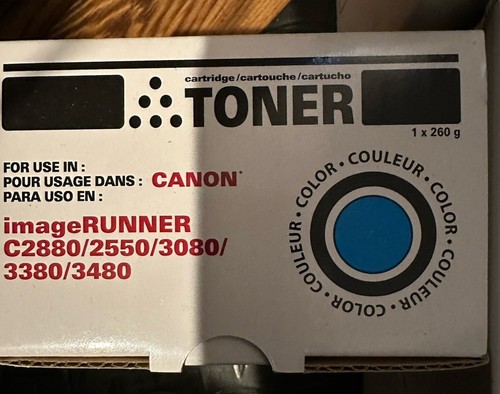 cartridge/cartouche/cartucho
TONER
1 x 260 g
FOR USE IN :
POUR USAGE DANS : CANON*
PARA USO EN :
imageRUNNER
C2880/2550/3080/
3380/3480
COLOR • COULEUR • COLOR • COULEUR • COLOR • COULEUR •